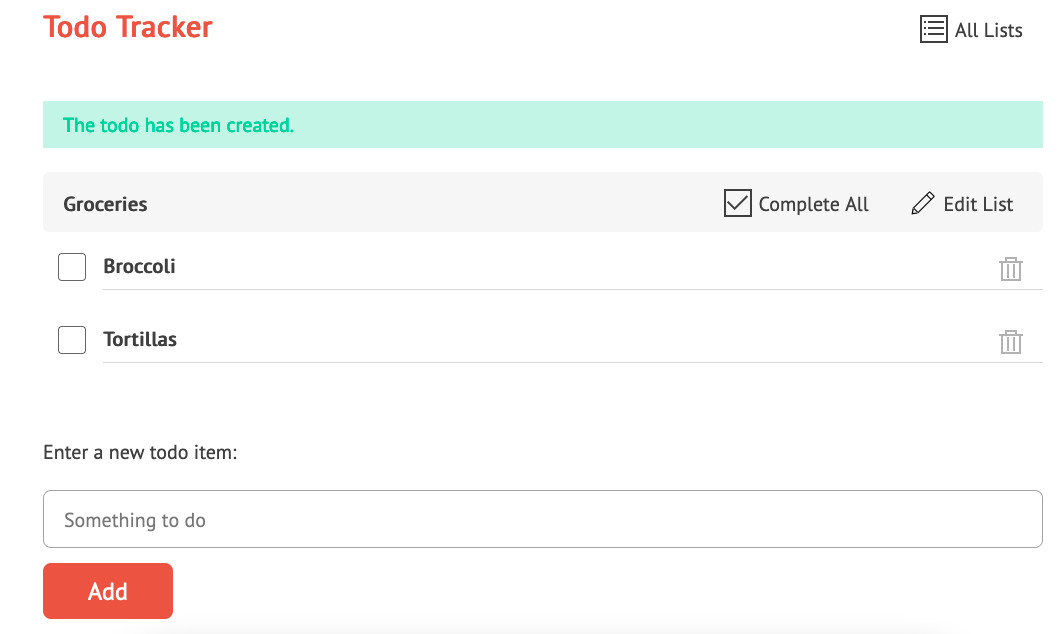 Todo Tracker
All Lists
The todo has been created.
Groceries
Complete All
Edit List
Broccoli
Tortillas
Enter a new todo item:
Something to do
Add